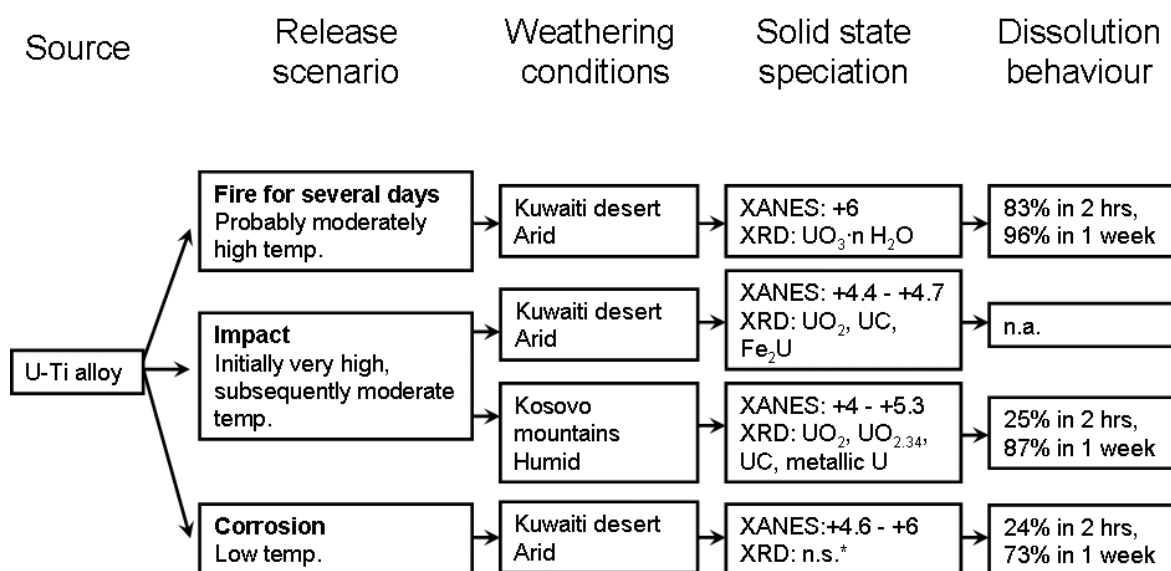 Source
Release
scenario
Weathering
conditions
Solid state
speciation
Dissolution
behaviour
U-Ti alloy
Fire for several days
Probably moderately
high temp.
Kuwaiti desert
Arid
XANES: +6
XRD: UO₃·n H₂O
83% in 2 hrs,
96% in 1 week
Impact
Initially very high,
subsequently moderate
temp.
Kuwaiti desert
Arid
XANES: +4.4 - +4.7
XRD: UO₂, UC,
Fe₂U
n.a.
Kosovo
mountains
Humid
XANES: +4 - +5.3
XRD: UO₂, UO₂.₃₄,
UC, metallic U
25% in 2 hrs,
87% in 1 week
Corrosion
Low temp.
Kuwaiti desert
Arid
XANES:+4.6 - +6
XRD: n.s.*
24% in 2 hrs,
73% in 1 week